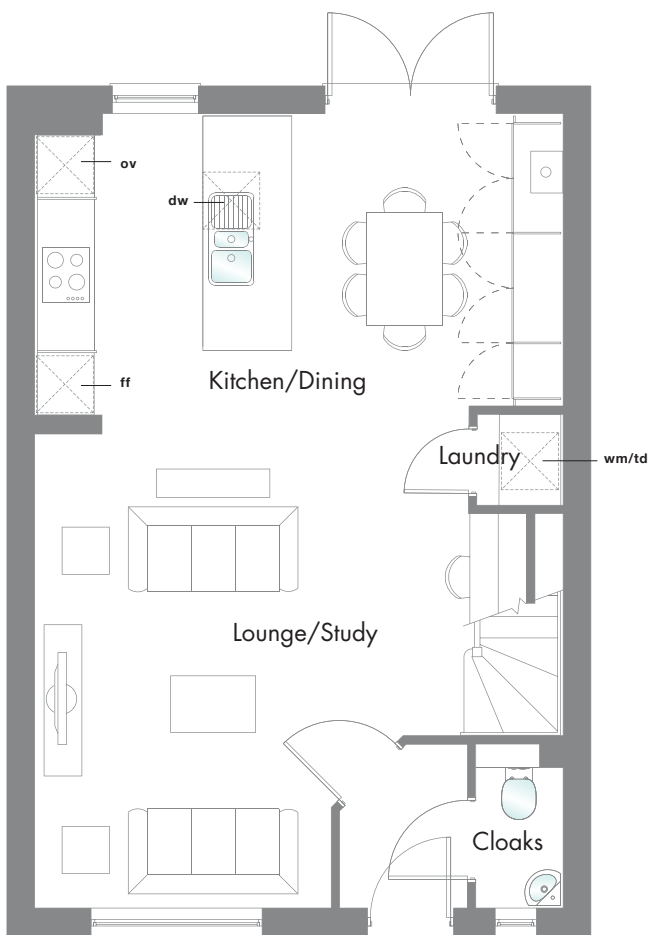 ov
dw
ff
Kitchen/Dining
Laundry
wm/td
Lounge/Study
Cloaks